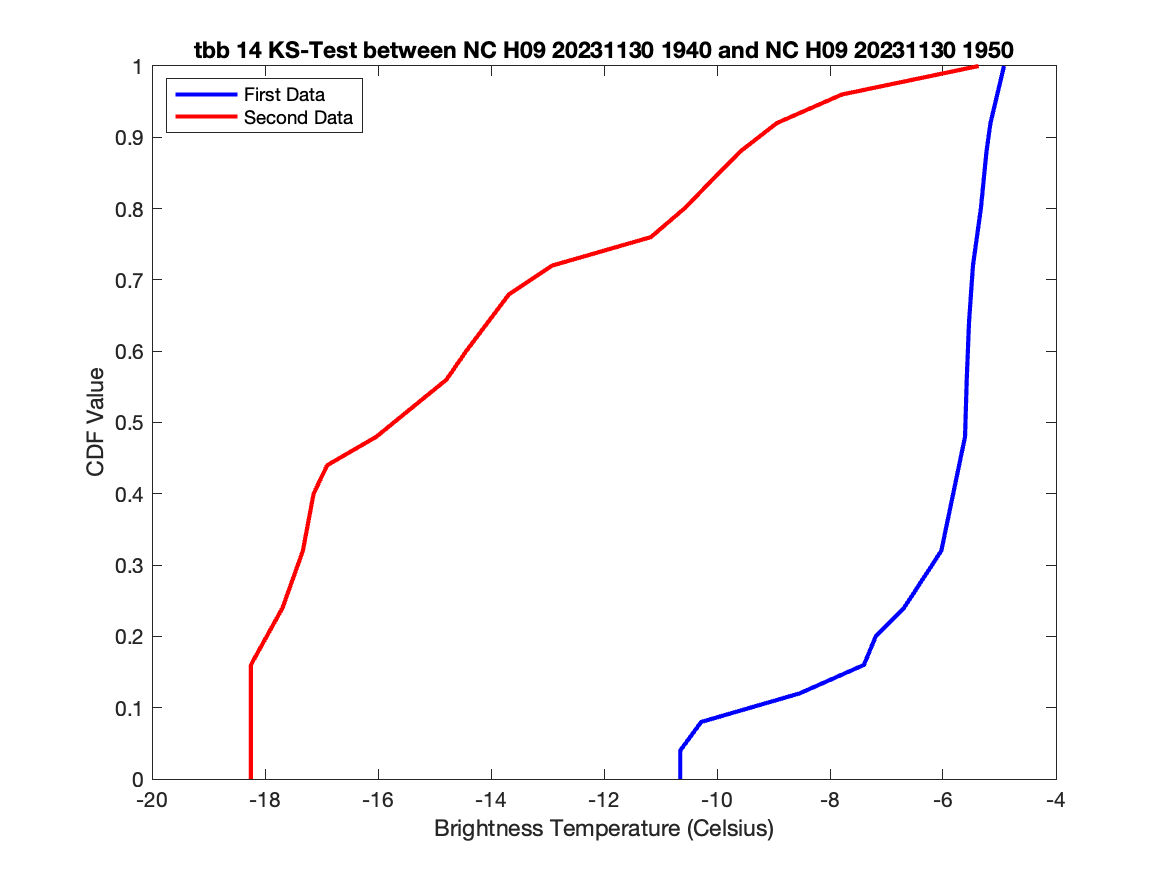 tbb 14 KS-Test between NC H09 20231130 1940 and NC H09 20231130 1950
First Data
Second Data
1
0.9
0.8
0.7
0.6
0.5
0.4
0.3
0.2
0.1
0
CDF Value
-20 -18 -16 -14 -12 -10 -8 -6 -4
Brightness Temperature (Celsius)